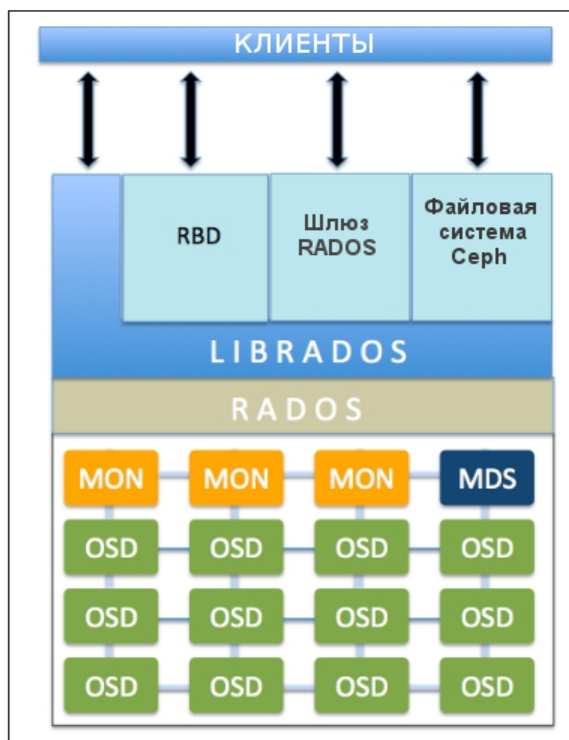 КЛИЕНТЫ
RBD
Шлюз
RADOS
Файловая
система
Ceph
LIBRADOS
RADOS
MON MON MON MDS
OSD OSD OSD OSD
OSD OSD OSD OSD
OSD OSD OSD OSD